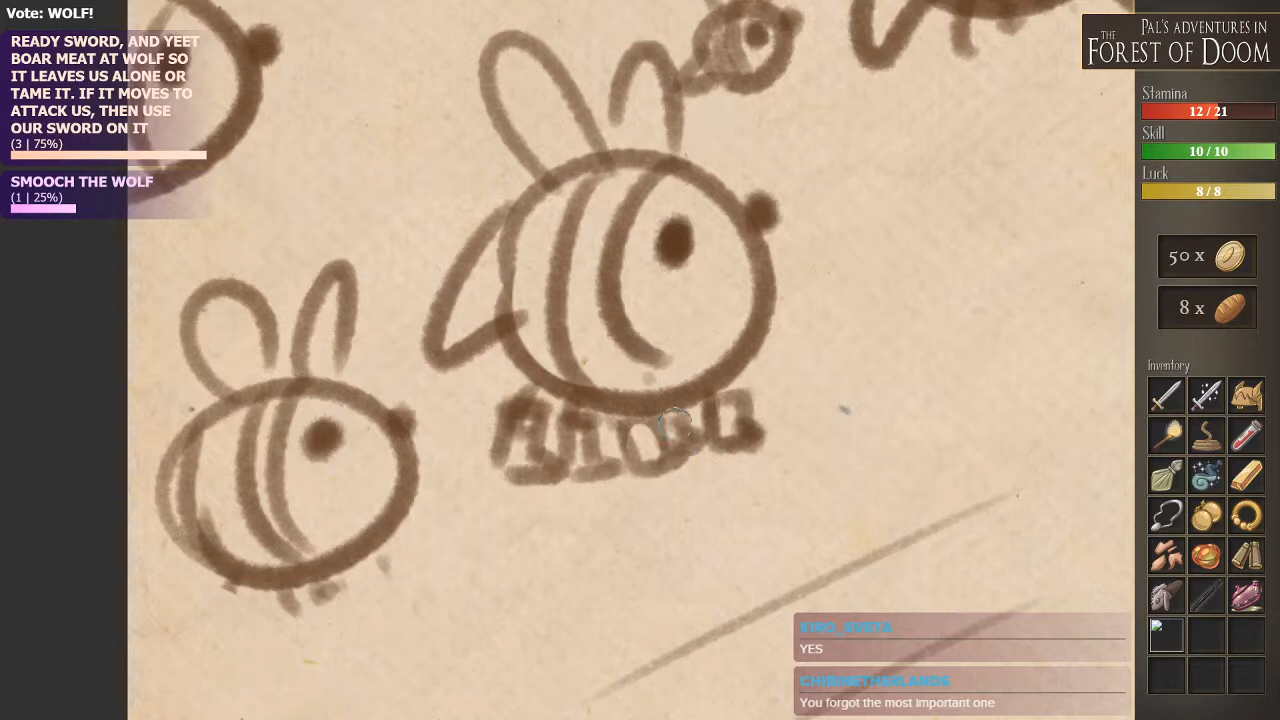 Vote: WOLF!
READY SWORD, AND YEET
BOAR MEAT AT WOLF SO
IT LEAVES US ALONE OR
TAME IT. IF IT MOVES TO
ATTACK US, THEN USE
OUR SWORD ON IT
(3 | 75%)
SMOOCH THE WOLF
(1 | 25%)
PAL'S ADVENTURES IN
THE FOREST OF DOOM
Stamina
12 / 21
Skill
10 / 10
Luck
8 / 8
50 x
8 x
Inventory
YES
CHIBINETHERLANDS
You forgot the most important one